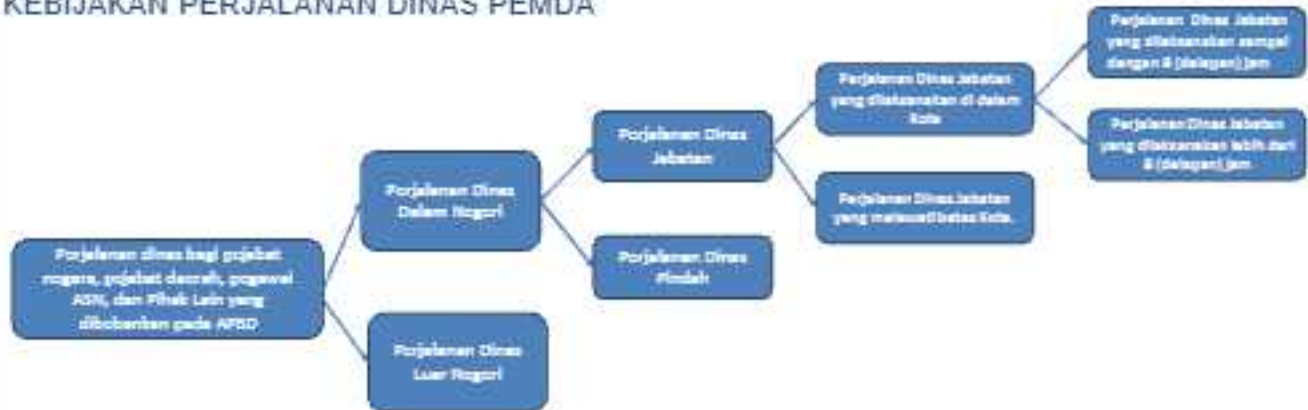 KEBIJAKAN PERJALANAN DINAS PEMDA
Perjalanan dinas bagi pejabat
negara, pejabat daerah, pegawai
ASN, dan Pihak Lain yang
dibebankan pada APBD
Perjalanan Dinas
Dalam Negeri
Perjalanan Dinas
Luar Negeri
Perjalanan Dinas
Jabatan
Perjalanan Dinas
Pindah
Perjalanan Dinas Jabatan
yang dilaksanakan di dalam
Kota
Perjalanan Dinas Jabatan
yang melewati batas Kota.
Perjalanan Dinas Jabatan
yang dilaksanakan sampai
dengan 8 (delapan) jam
Perjalanan Dinas Jabatan
yang dilaksanakan lebih dari
8 (delapan) jam